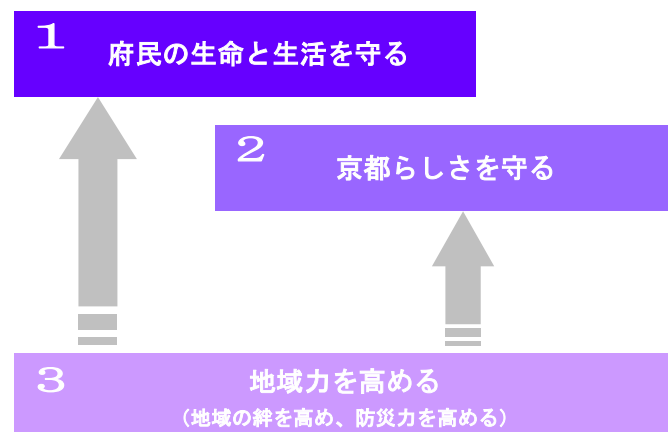 1
府民の生命と生活を守る
2
京都らしさを守る
3
地域力を高める
（地域の絆を高め、防災力を高める）